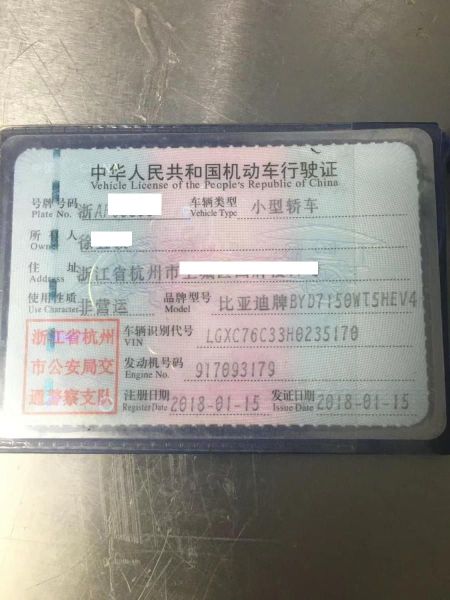 中华人民共和国机动车行驶证
Vehicle License of the People's Republic of China
号牌号码 浙A 车辆类型 小型轿车
Plate No. Vehicle Type
所有人 徐
Owner
住址 浙江省杭州市上城区
Address
使用性质 非营运 品牌型号 比亚迪牌BYD7150WT5HEV4
Use Character Model
浙江省杭州 车辆识别代号 LGXC76C33H0235170
VIN
市公安局交 发动机号码 917093179
Engine No.
通警察支队 注册日期 2018-01-15 发证日期 2018-01-15
Register Date Issue Date